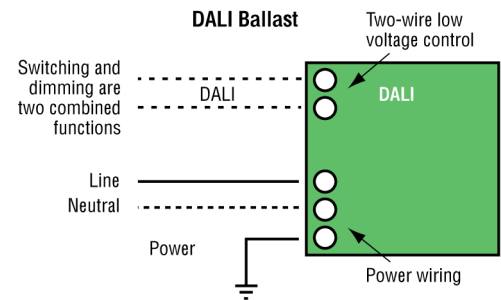 DALI Ballast
Two-wire low
voltage control
Switching and
dimming are
two combined
functions
DALI
DALI
Line
Neutral
Power
Power wiring